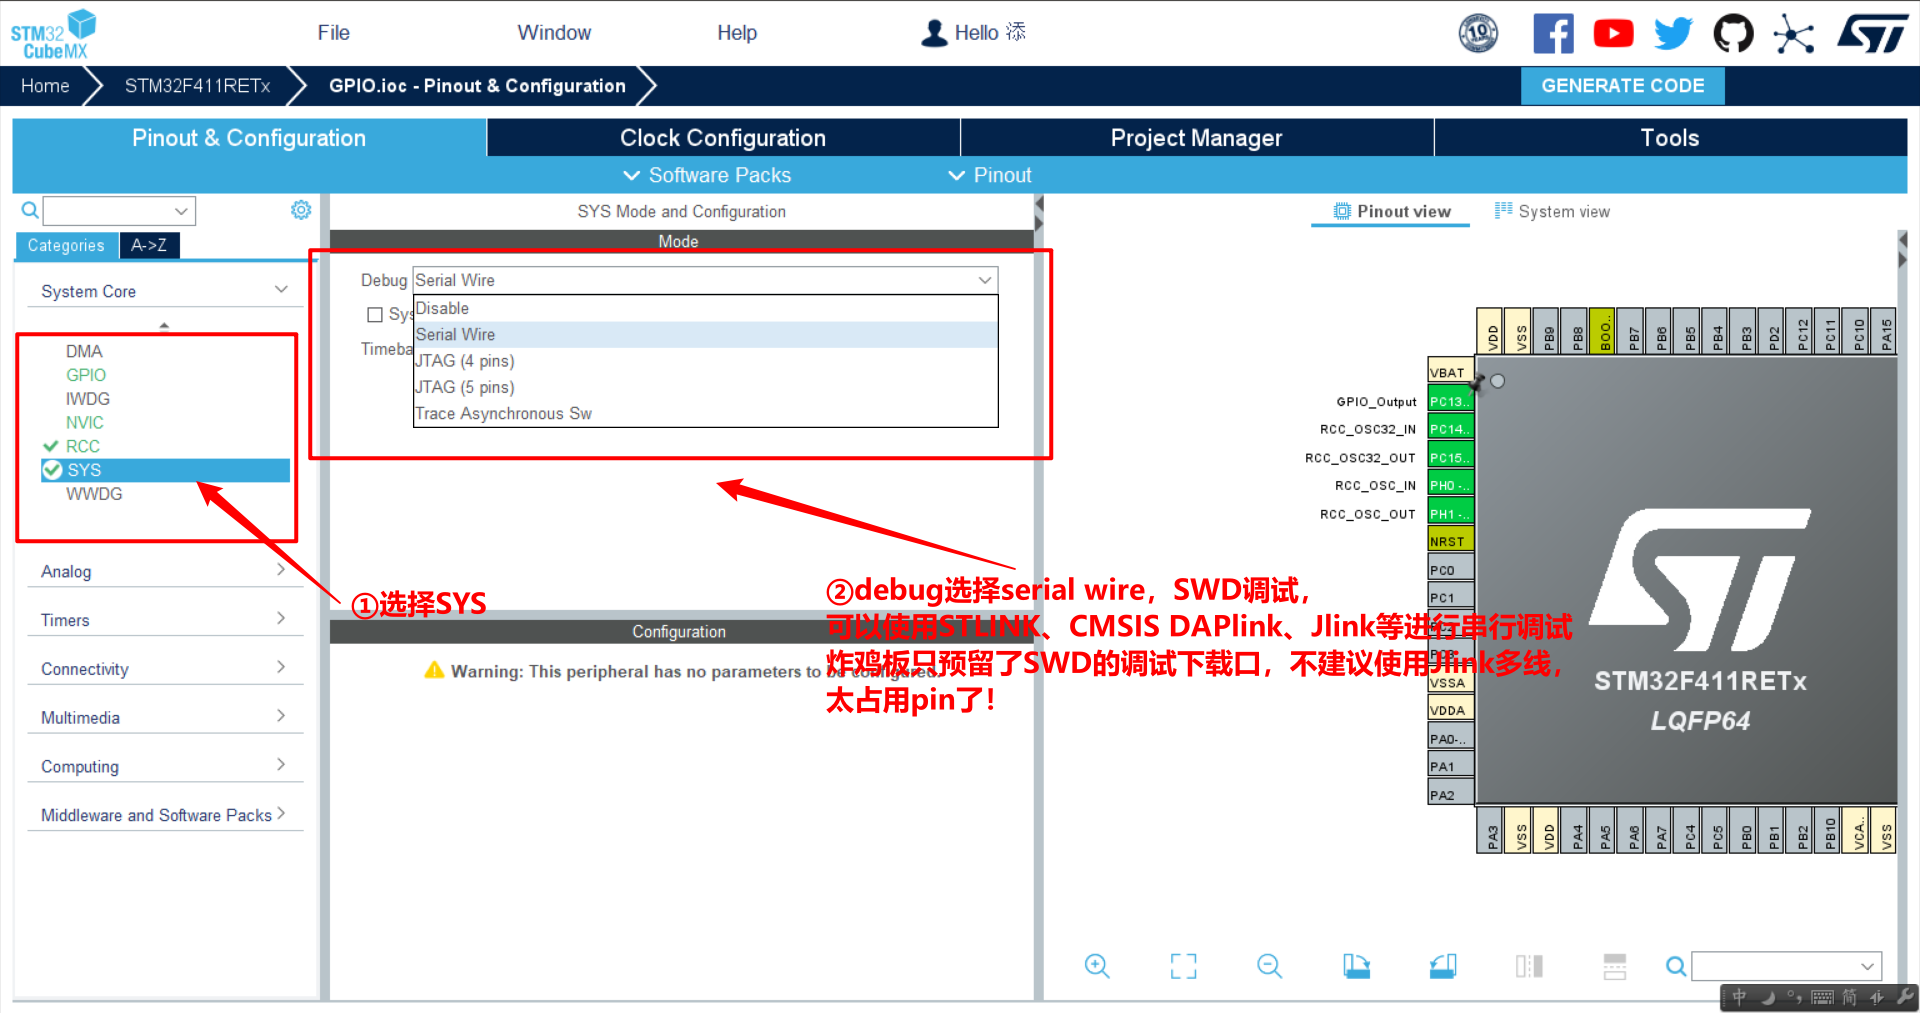 STM32
CubeMX
File
Window
Help
Hello 添
10
Home
STM32F411RETx
GPIO.ioc - Pinout & Configuration
GENERATE CODE
Pinout & Configuration
Clock Configuration
Project Manager
Tools
Software Packs
Pinout
Categories
A->Z
System Core
DMA
GPIO
IWDG
NVIC
RCC
SYS
WWDG
Analog
Timers
Connectivity
Multimedia
Computing
Middleware and Software Packs
SYS Mode and Configuration
Mode
Debug Serial Wire
Disable
Sys
Serial Wire
Timeba
JTAG (4 pins)
JTAG (5 pins)
Trace Asynchronous Sw
①选择SYS
②debug选择serial wire，SWD调试，
可以使用STLINK、CMSIS DAPlink、Jlink等进行串行调试
炸鸡板只预留了SWD的调试下载口，不建议使用Jlink多线，
太占用pin了！
Configuration
Warning: This peripheral has no parameters to be configured.
Pinout view
System view
VDD
VSS
PB9
PB8
BOO..
PB7
PB6
PB5
PB4
PB3
PD2
PC12
PC11
PC10
PA15
VBAT
GPIO_Output PC13..
RCC_OSC32_IN PC14..
RCC_OSC32_OUT PC15..
RCC_OSC_IN PH0 -..
RCC_OSC_OUT PH1 -..
NRST
PC0
PC1
VSSA
VDDA
PA0-..
PA1
PA2
STM32F411RETx
LQFP64
PA3
VSS
VDD
PA4
PA5
PA6
PA7
PC4
PC5
PB0
PB1
PB2
PB10
VCA..
VSS
中
简